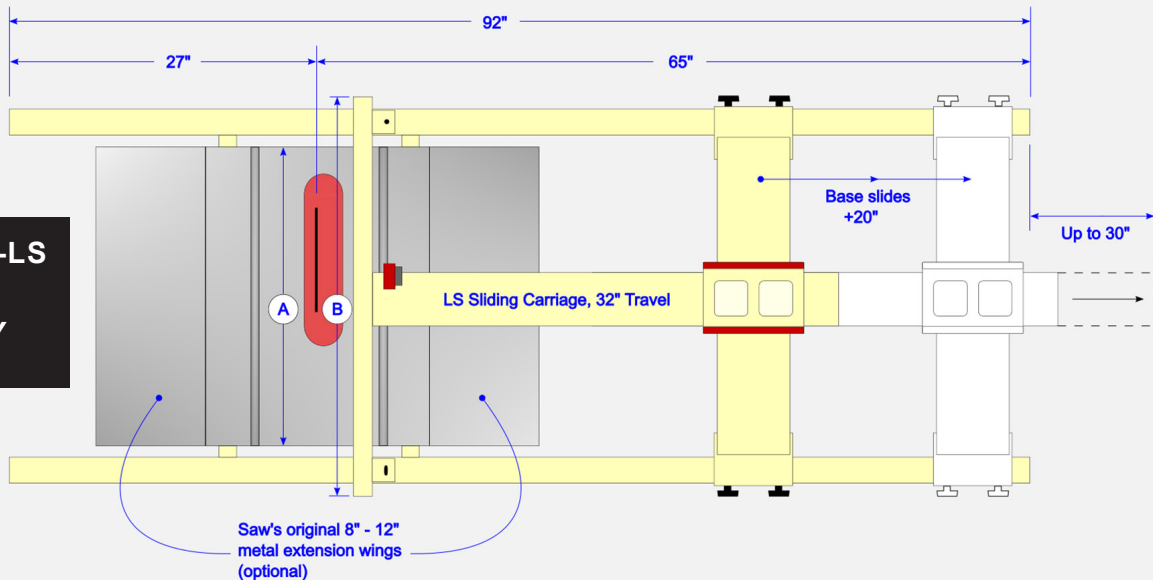 92"
27"
65"
Base slides
+20"
Up to 30"
-LS
LS Sliding Carriage, 32" Travel
A
B
Saw's original 8" - 12"
metal extension wings
(optional)